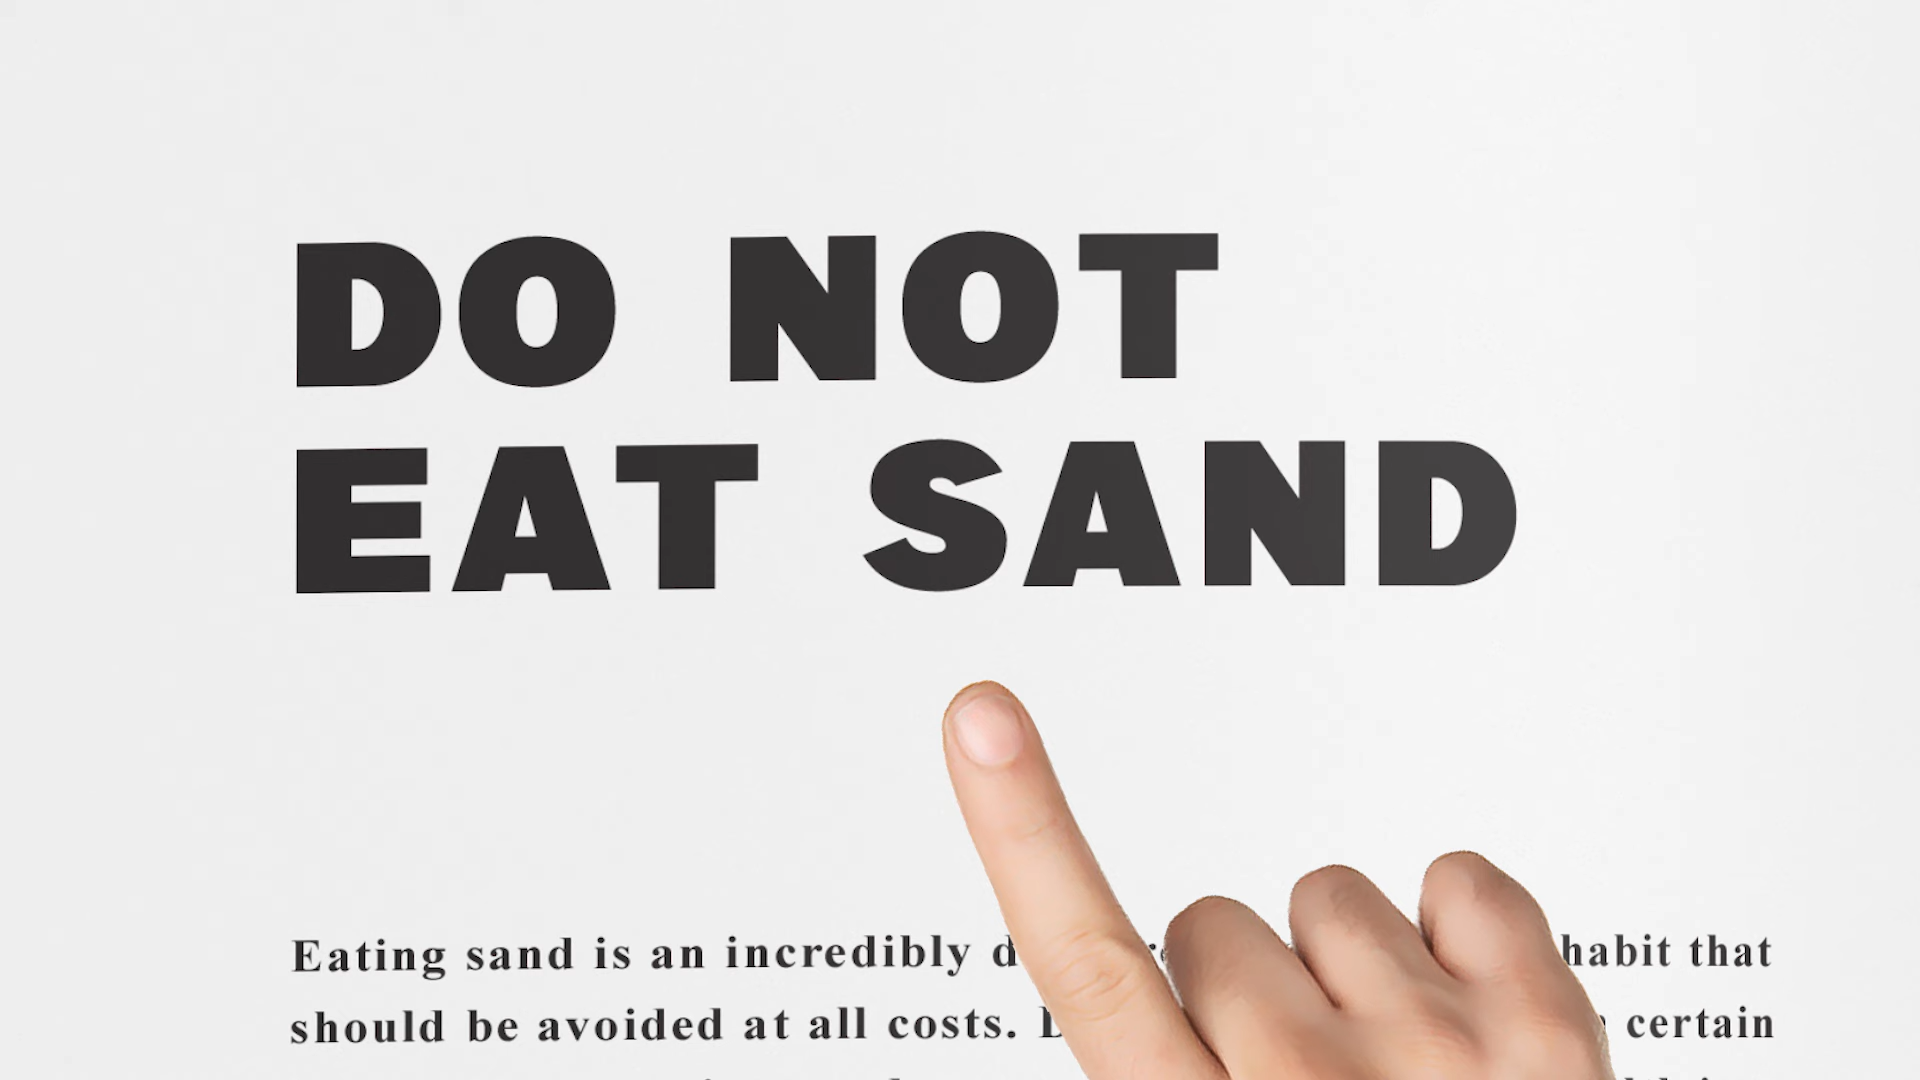 DO NOT
EAT SAND
Eating sand is an incredibly habit that
should be avoided at all costs. certain